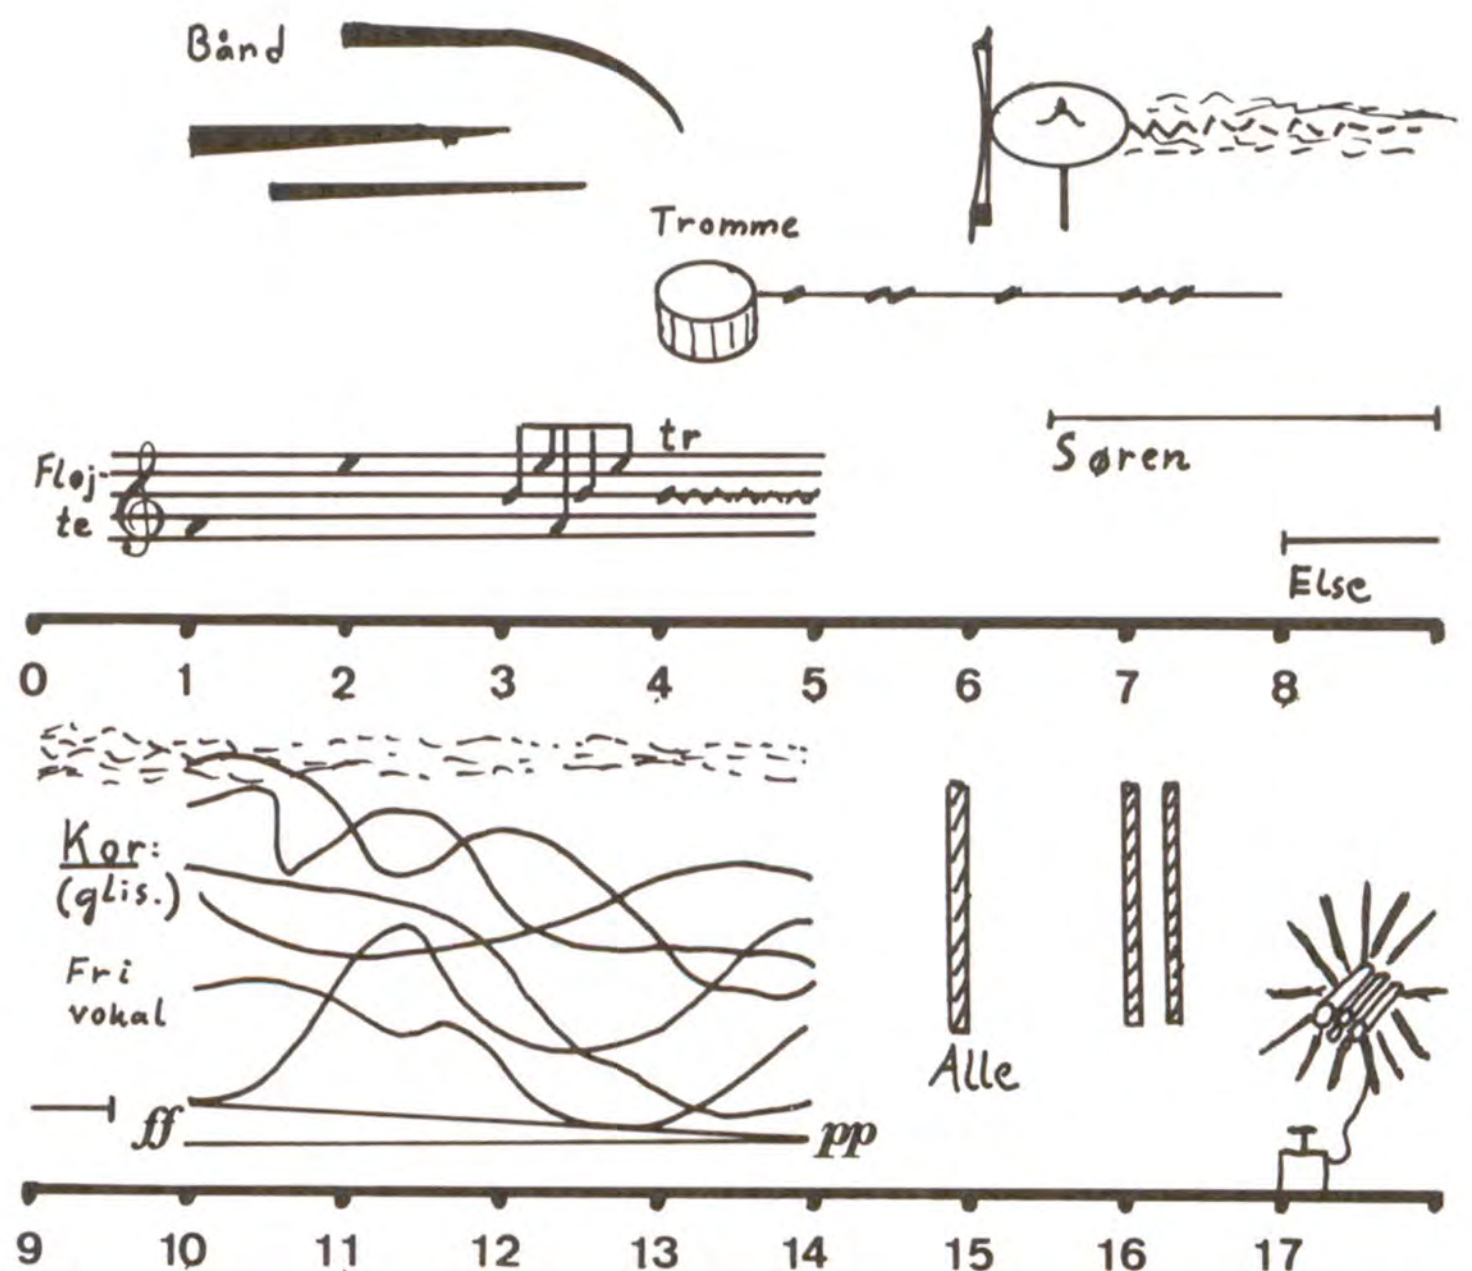 Bånd
Tromme
tr
Fløj-
te
Søren
Else
0 1 2 3 4 5 6 7 8
Kor:
(glis.)
Fri
vokal
Alle
ff pp
9 10 11 12 13 14 15 16 17